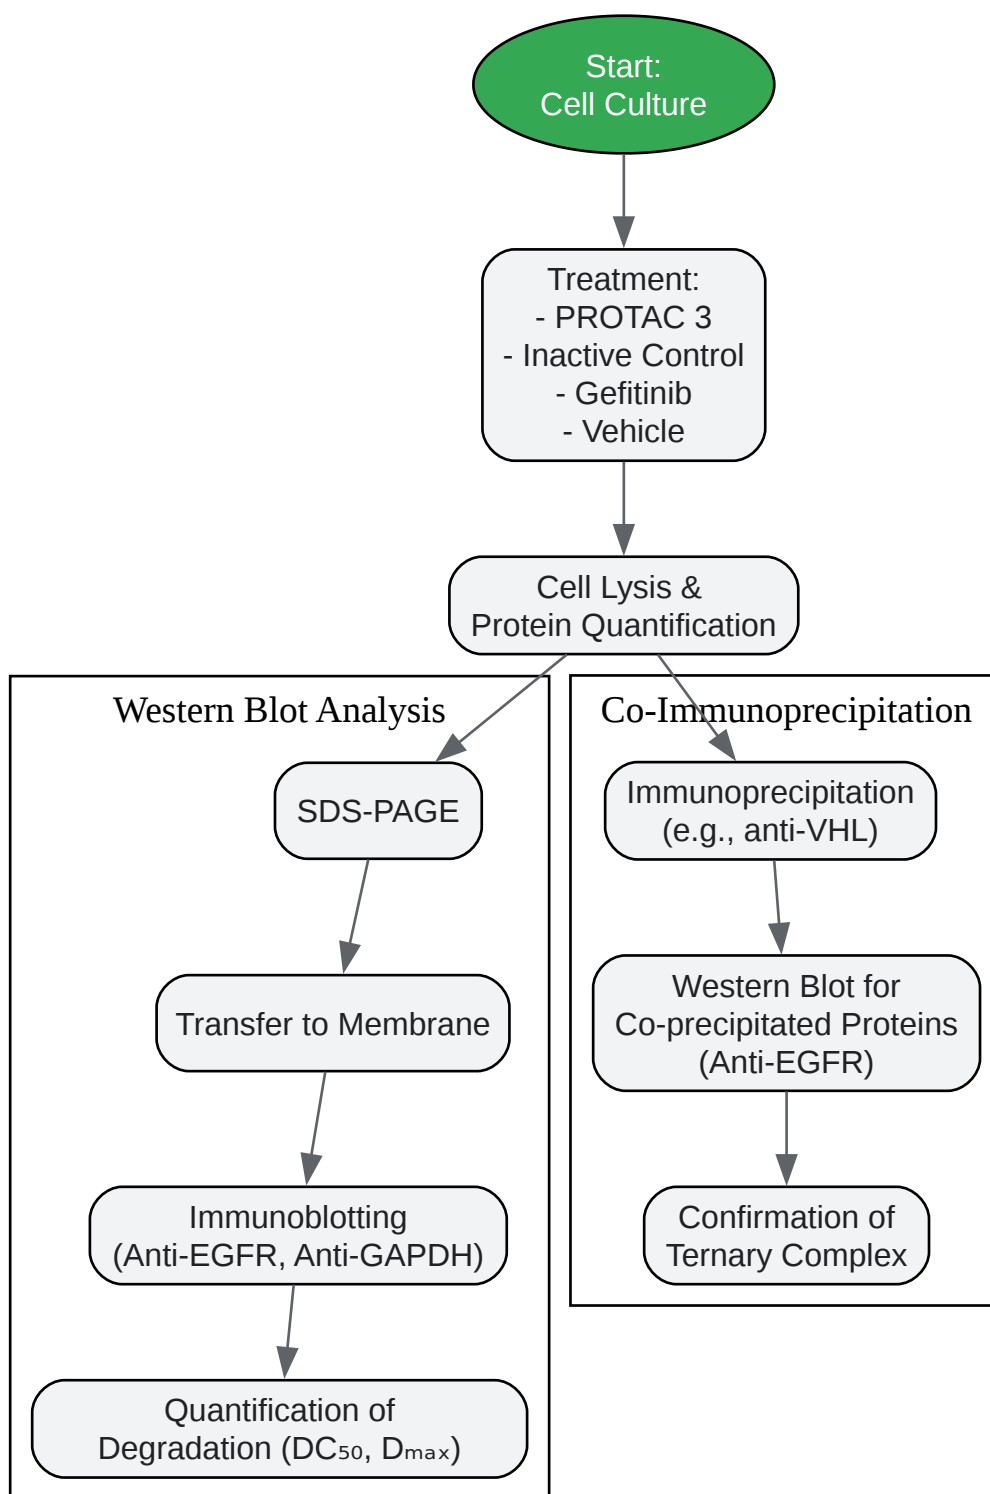 Start:
Cell Culture
Treatment:
- PROTAC 3
- Inactive Control
- Gefitinib
- Vehicle
Cell Lysis &
Protein Quantification
Western Blot Analysis
SDS-PAGE
Transfer to Membrane
Immunoblotting
(Anti-EGFR, Anti-GAPDH)
Quantification of
Degradation (DC₅₀, Dₘₐₓ)
Co-Immunoprecipitation
Immunoprecipitation
(e.g., anti-VHL)
Western Blot for
Co-precipitated Proteins
(Anti-EGFR)
Confirmation of
Ternary Complex